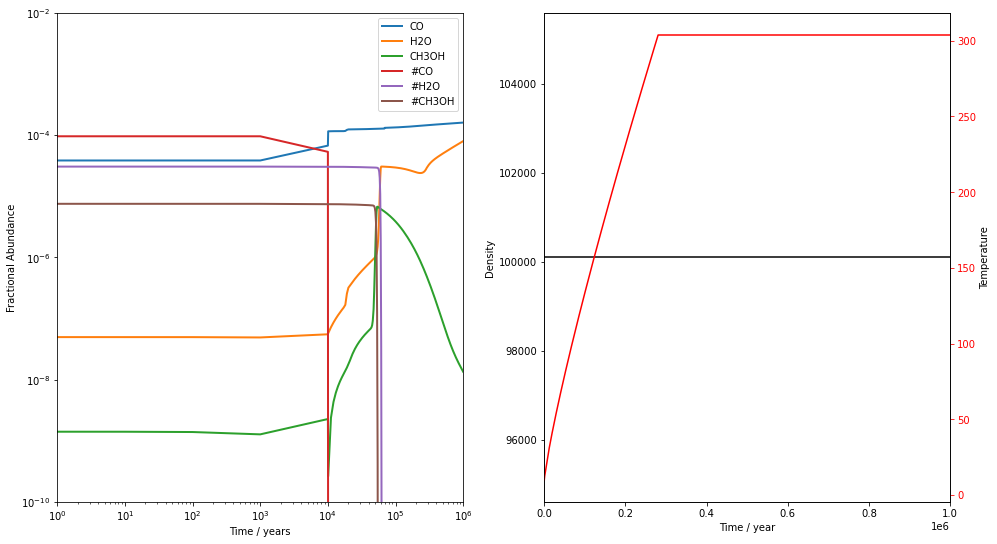 10^-2
10^-4
10^-6
10^-8
10^-10
Fractional Abundance
10^0 10^1 10^2 10^3 10^4 10^5 10^6
Time / years
CO
H2O
CH3OH
#CO
#H2O
#CH3OH
104000
102000
100000
98000
96000
Density
0.0 0.2 0.4 0.6 0.8 1.0
1e6
Time / year
300
250
200
150
100
50
0
Temperature